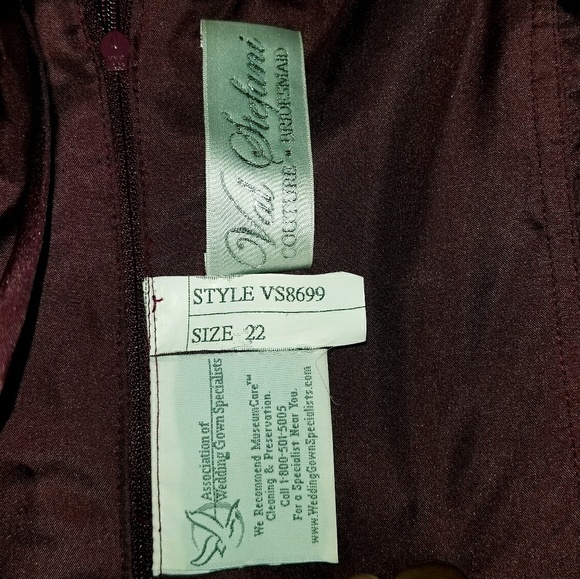 Val Stefani
COUTURE • BRIDESMAID
STYLE VS8699
SIZE 22
Association of
Wedding Gown Specialists
We Recommend MuseumCare™
Cleaning & Preservation.
Call 1-800-501-5005
For a Specialist Near You.
www.WeddingGownSpecialists.com